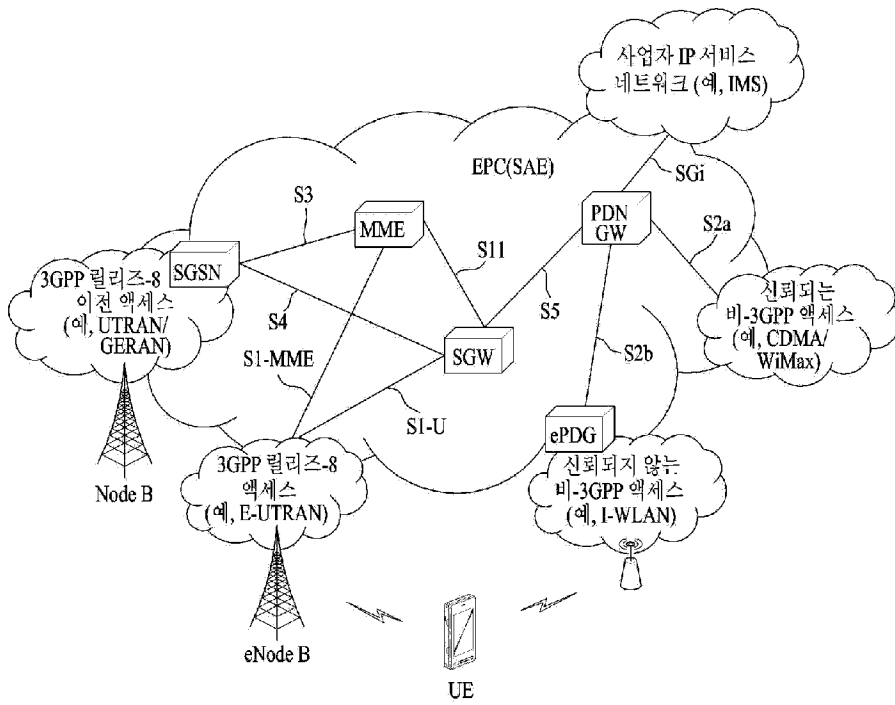 사업자 IP 서비스
네트워크 (예, IMS)
EPC(SAE)
SGi
S3
MME
PDN
GW
S2a
SGSN
S11
3GPP 릴리즈-8
이전 액세스
(예, UTRAN/
GERAN)
S4
S5
신뢰되는
비-3GPP 액세스
(예, CDMA/
WiMax)
S1-MME
SGW
S2b
S1-U
ePDG
Node B
3GPP 릴리즈-8
액세스
(예, E-UTRAN)
신뢰되지 않는
비-3GPP 액세스
(예, I-WLAN)
eNode B
UE